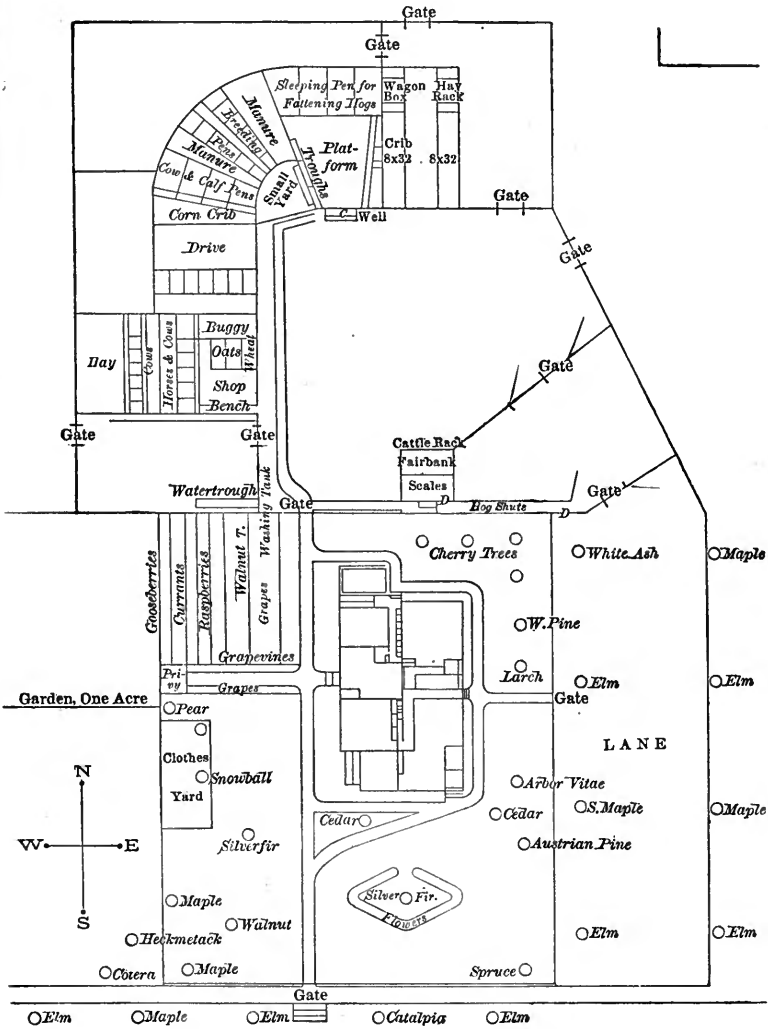 Gate
Gate
Sleeping Pen for
Fattening Hogs
Wagon
Box
Hay
Rack
Manure
Breeding
Pens
Manure
Cow & Calf Pens
Corn Crib
Small
Yard
Troughs
Plat-
form
Crib
8x32
8x32
C
Well
Gate
Gate
Drive
Hay
Cows
Horses & Cows
Buggy
Oats
Wheat
Shop
Bench
Gate
Gate
Gate
Cattle Rack
Fairbank
Scales
D
Hog Shute
D
Gate
Watertrough
Gate
Washing Tank
Gooseberries
Currants
Raspberries
Walnut T.
Grapes
Grapevines
Pri-
vy
Grapes
Cherry Trees
White Ash
Maple
W. Pine
Larch
Elm
Elm
Gate
Garden, One Acre
Pear
Clothes
Yard
Snowball
LANE
N
W
E
S
Arbor Vitae
Cedar
Cedar
S. Maple
Maple
Silverfir
Austrian Pine
Maple
Silver Fir.
Flowers
Walnut
Heckmetack
Elm
Elm
Cotera
Maple
Spruce
Gate
Elm
Maple
Elm
Catalpia
Elm